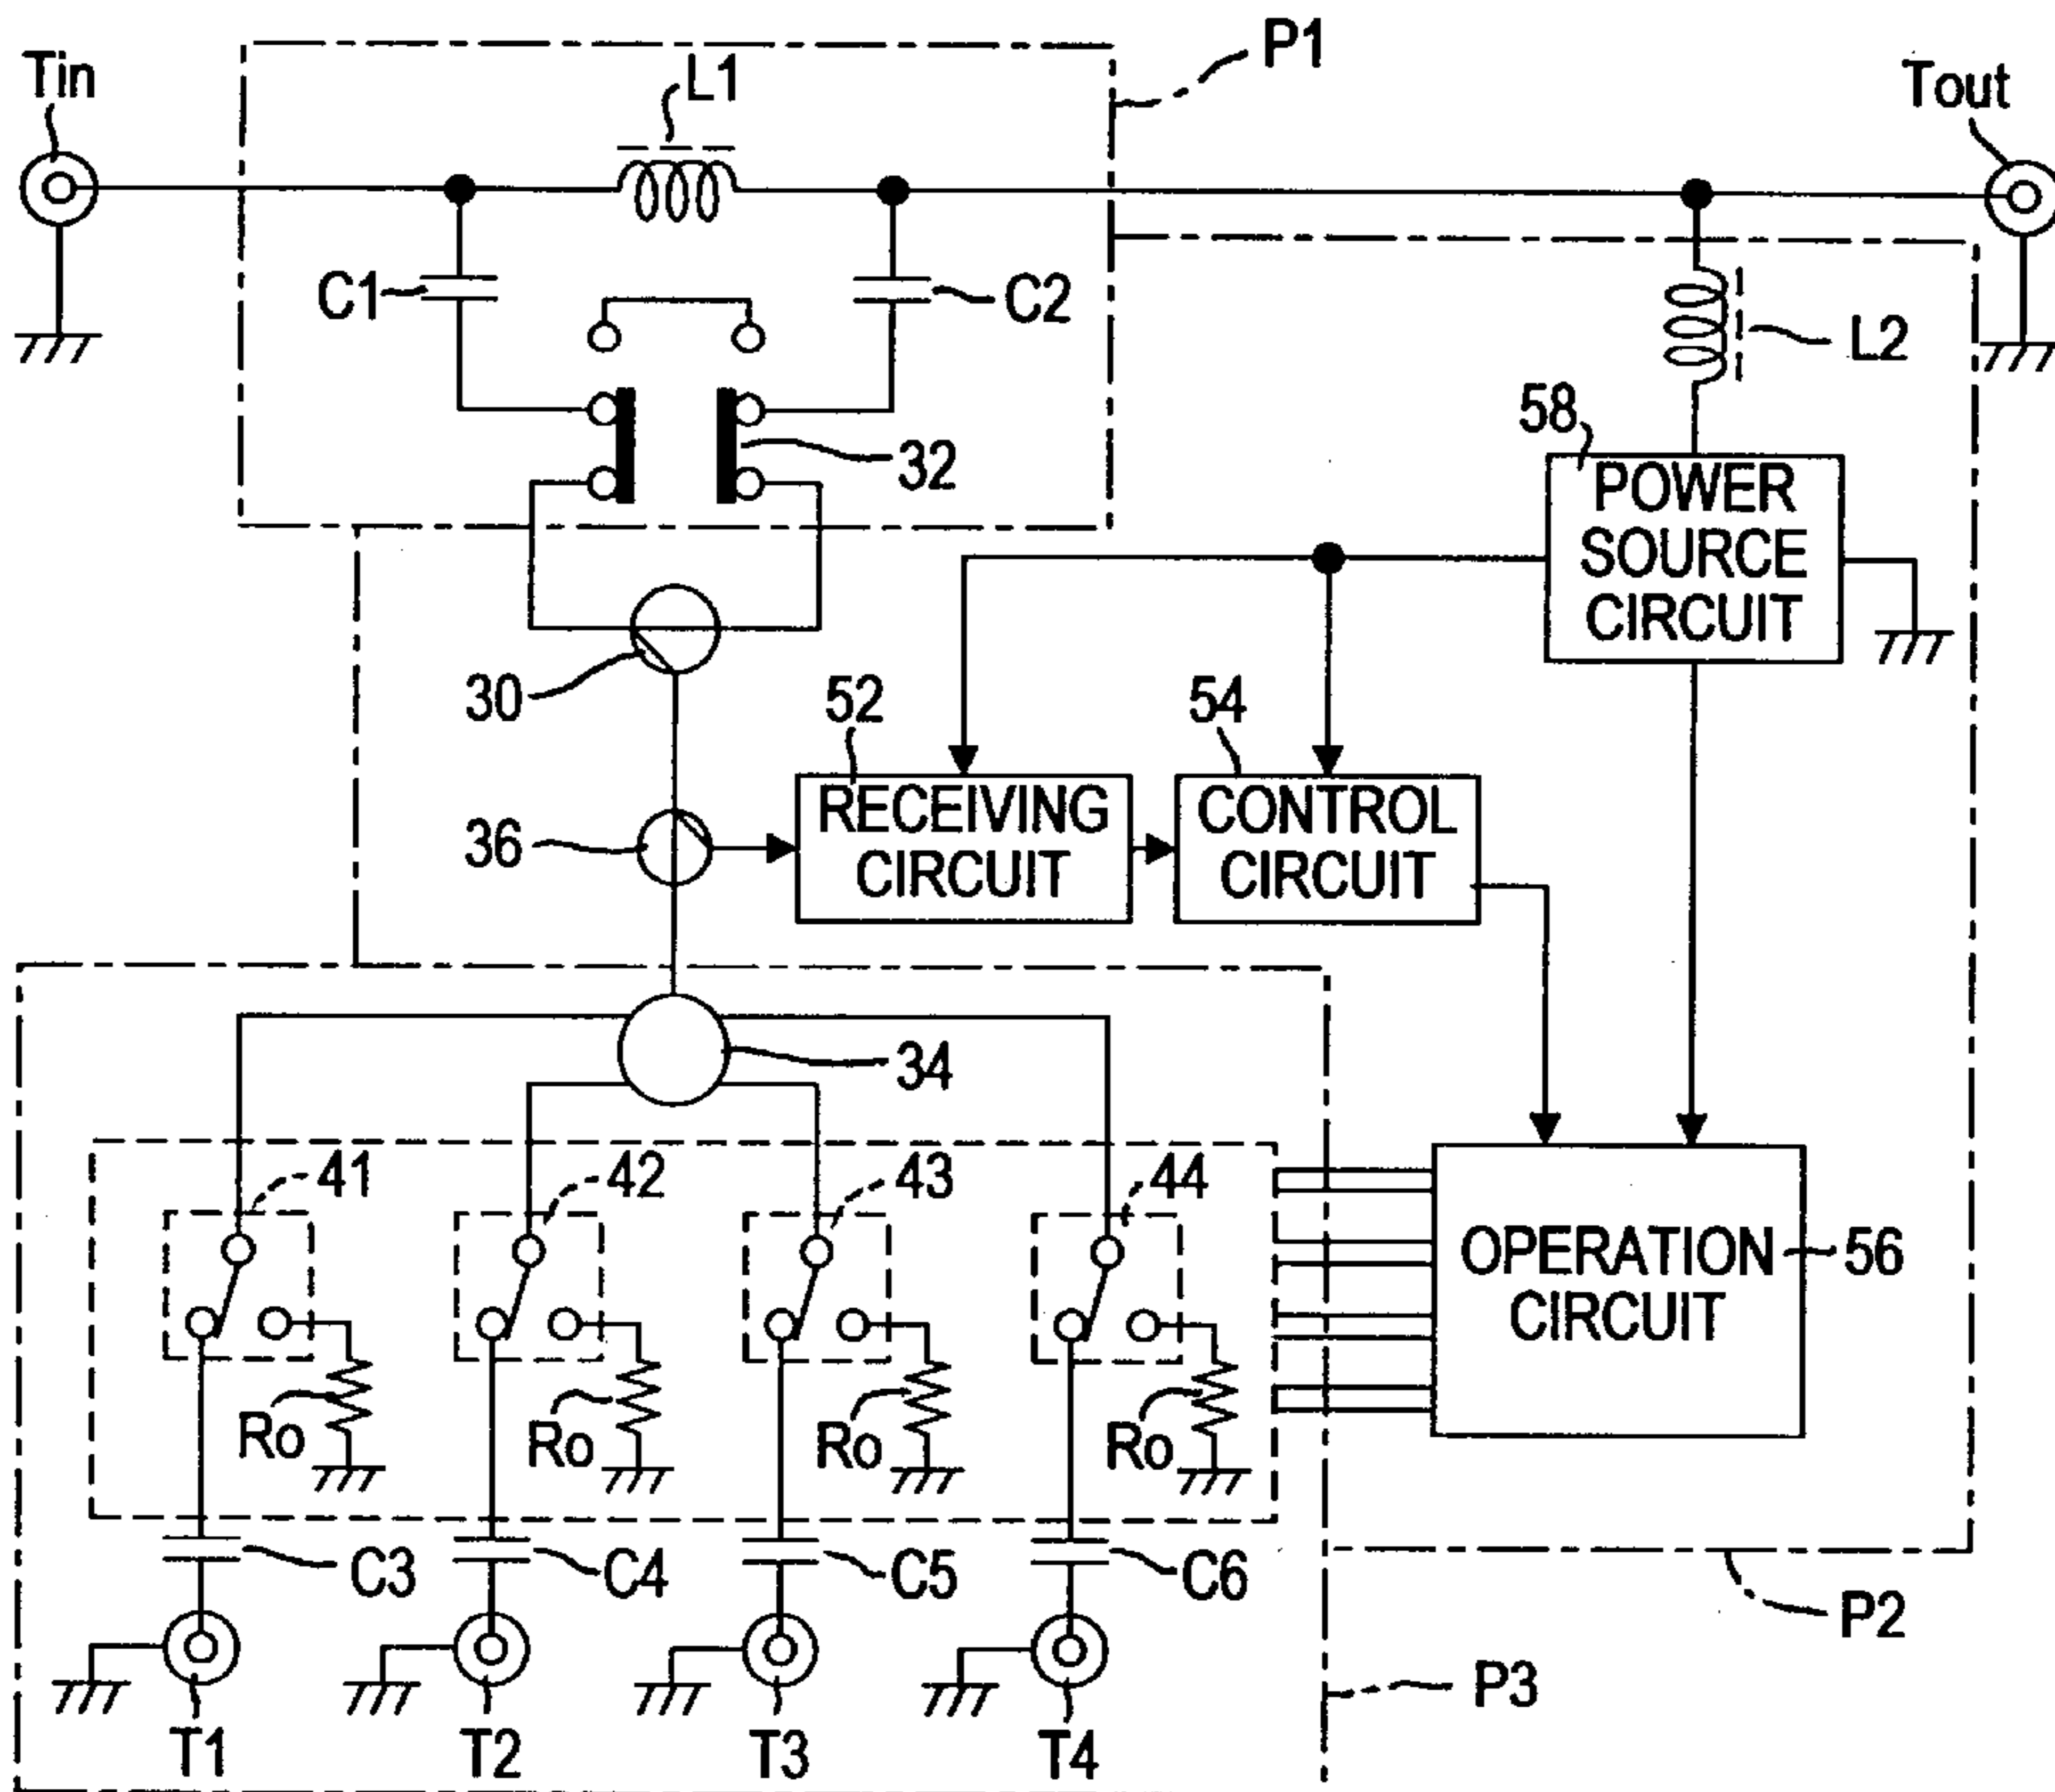 P1
Tin
L1
Tout
C1
C2
L2
32
58
POWER
SOURCE
CIRCUIT
30
52
54
RECEIVING
CIRCUIT
CONTROL
CIRCUIT
36
34
41
42
43
44
OPERATION
CIRCUIT
56
Ro
Ro
Ro
Ro
C3
C4
C5
C6
P2
P3
T1
T2
T3
T4